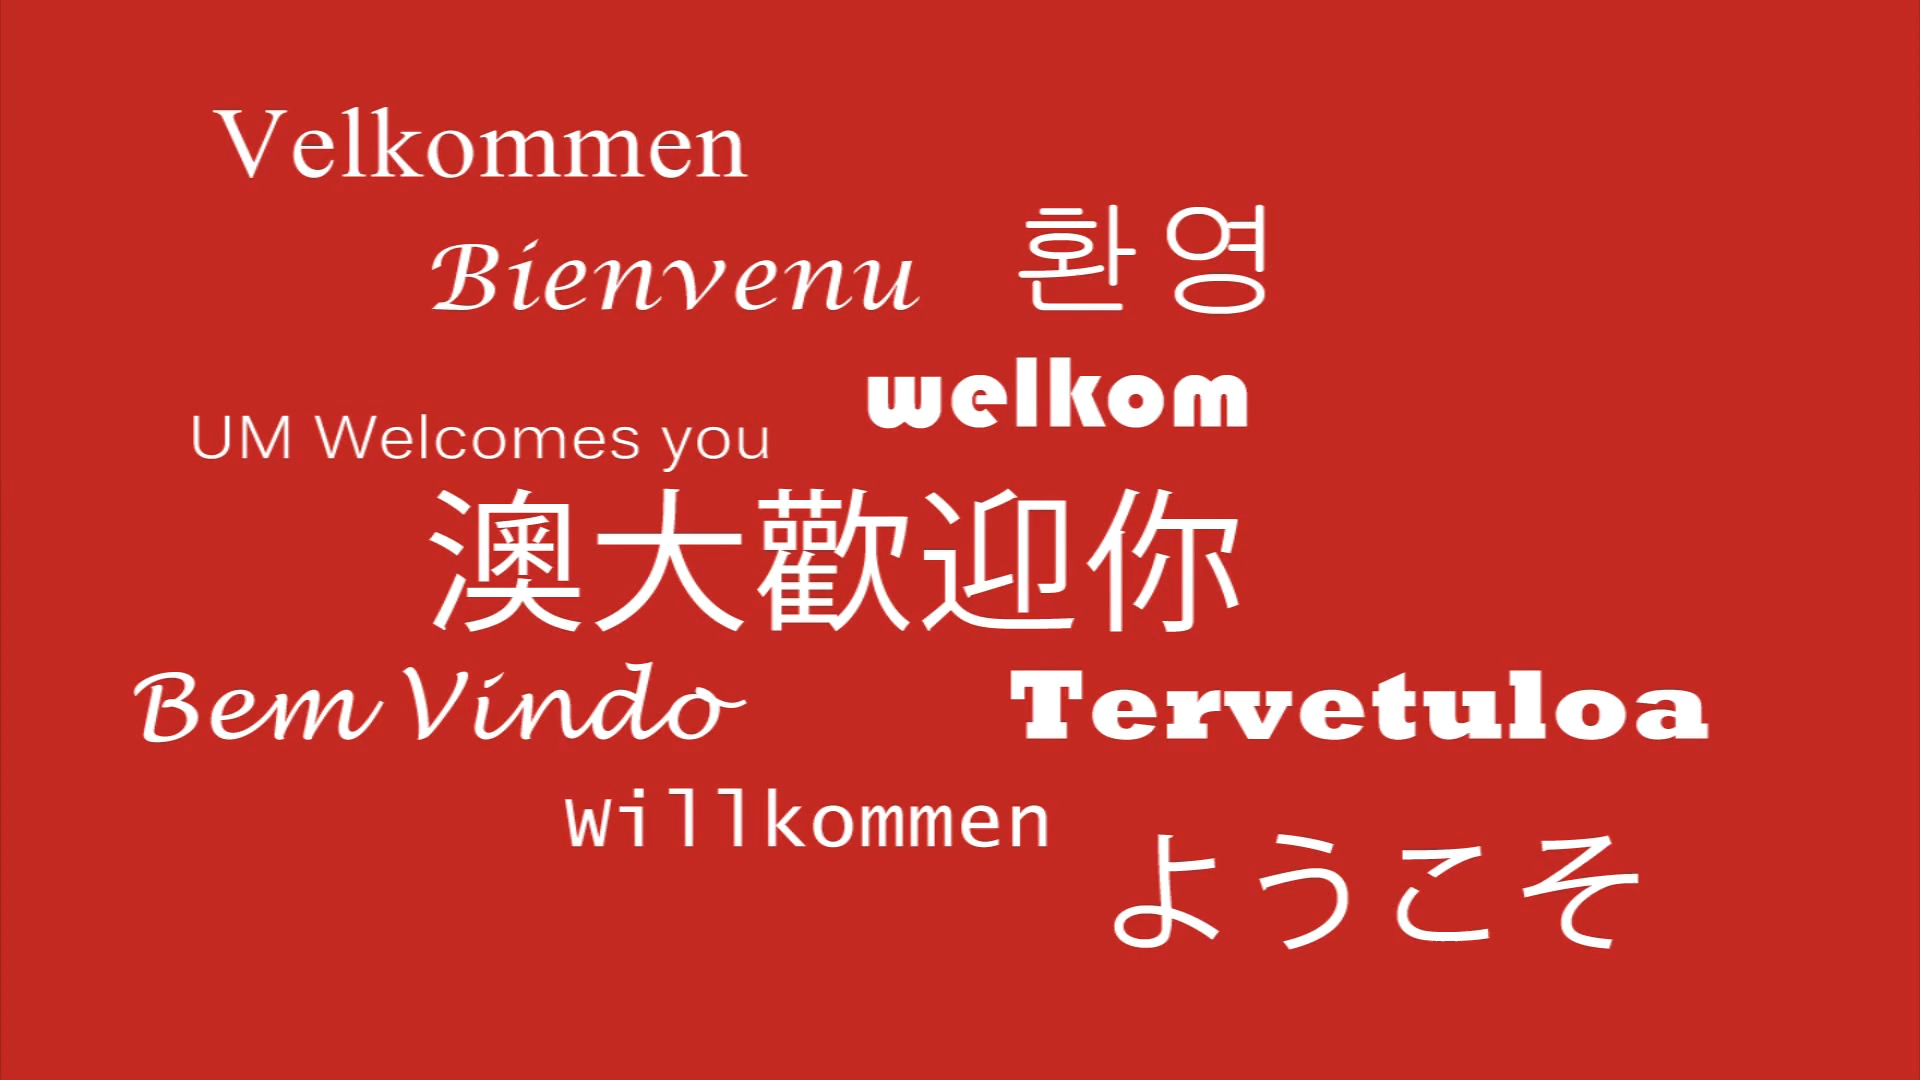 Velkommen
Bienvenu
환영
welkom
UM Welcomes you
澳大歡迎你
Bem Vindo
Tervetuloa
Willkommen
ようこそ